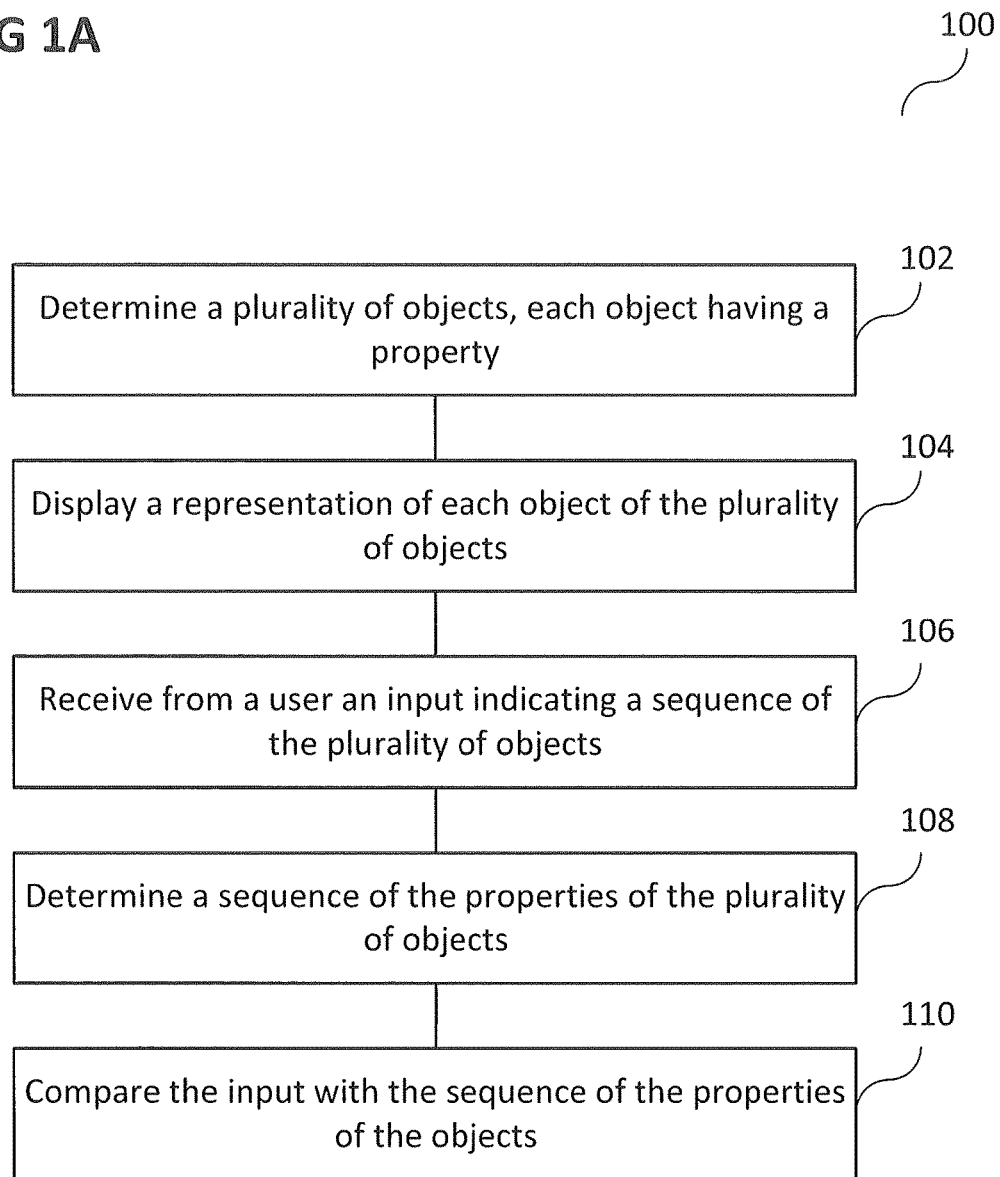 G 1A
100
102
Determine a plurality of objects, each object having a
property
104
Display a representation of each object of the plurality
of objects
106
Receive from a user an input indicating a sequence of
the plurality of objects
108
Determine a sequence of the properties of the plurality
of objects
110
Compare the input with the sequence of the properties
of the objects